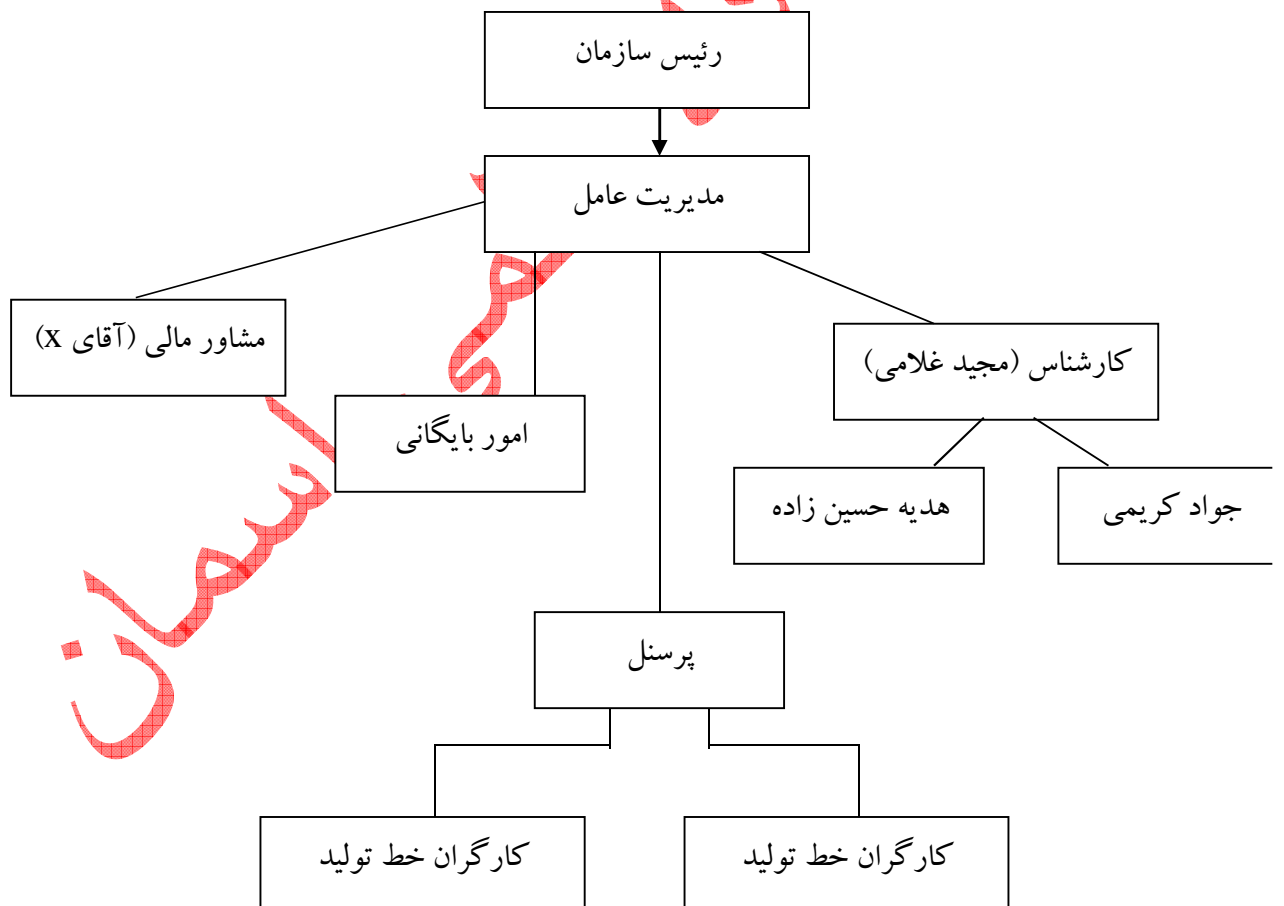 رئیس سازمان
مدیریت عامل
مشاور مالی (آقای x)
کارشناس (مجید غلامی)
امور بایگانی
هدیه حسین زاده
جواد کریمی
پرسنل
کارگران خط تولید
کارگران خط تولید
آسمان